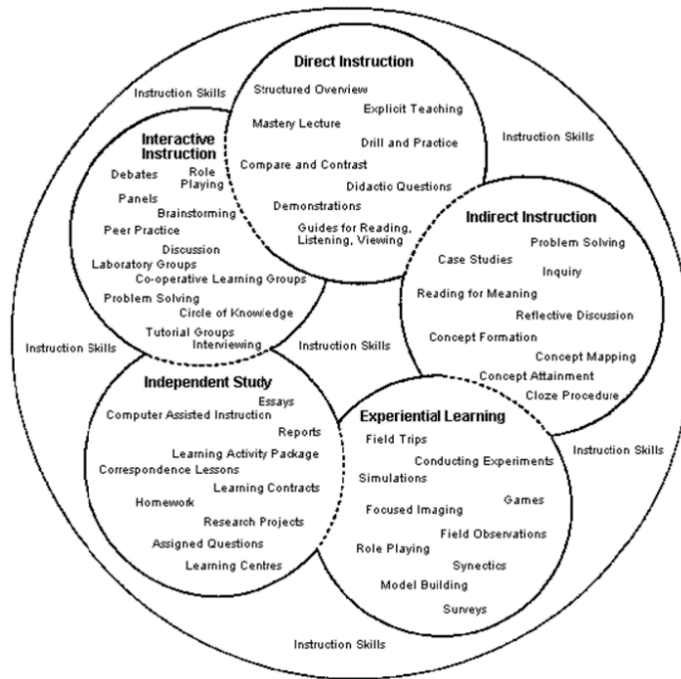 Direct Instruction
Structured Overview
Explicit Teaching
Mastery Lecture
Drill and Practice
Compare and Contrast
Didactic Questions
Demonstrations
Guides for Reading,
Listening, Viewing
Instruction Skills
Instruction Skills
Interactive
Instruction
Debates
Role
Playing
Panels
Brainstorming
Peer Practice
Discussion
Laboratory Groups
Co-operative Learning Groups
Problem Solving
Circle of Knowledge
Tutorial Groups
Interviewing
Indirect Instruction
Problem Solving
Case Studies
Inquiry
Reading for Meaning
Reflective Discussion
Concept Formation
Concept Mapping
Concept Attainment
Cloze Procedure
Instruction Skills
Instruction Skills
Independent Study
Essays
Computer Assisted Instruction
Reports
Learning Activity Package
Correspondence Lessons
Learning Contracts
Homework
Research Projects
Assigned Questions
Learning Centres
Experiential Learning
Field Trips
Conducting Experiments
Simulations
Games
Focused Imaging
Field Observations
Role Playing
Synectics
Model Building
Surveys
Instruction Skills
Instruction Skills